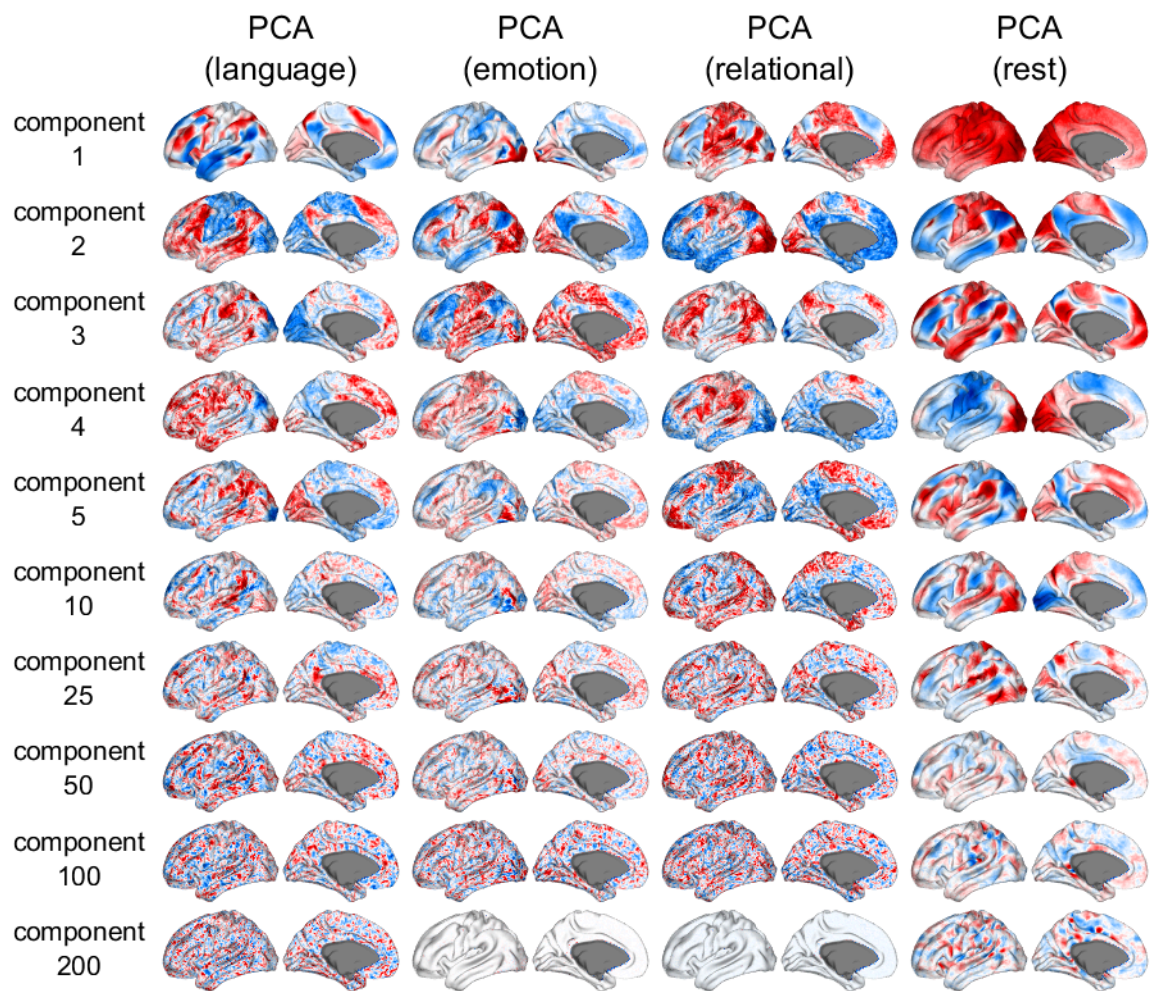 PCA
(language)
PCA
(emotion)
PCA
(relational)
PCA
(rest)
component
1
component
2
component
3
component
4
component
5
component
10
component
25
component
50
component
100
component
200